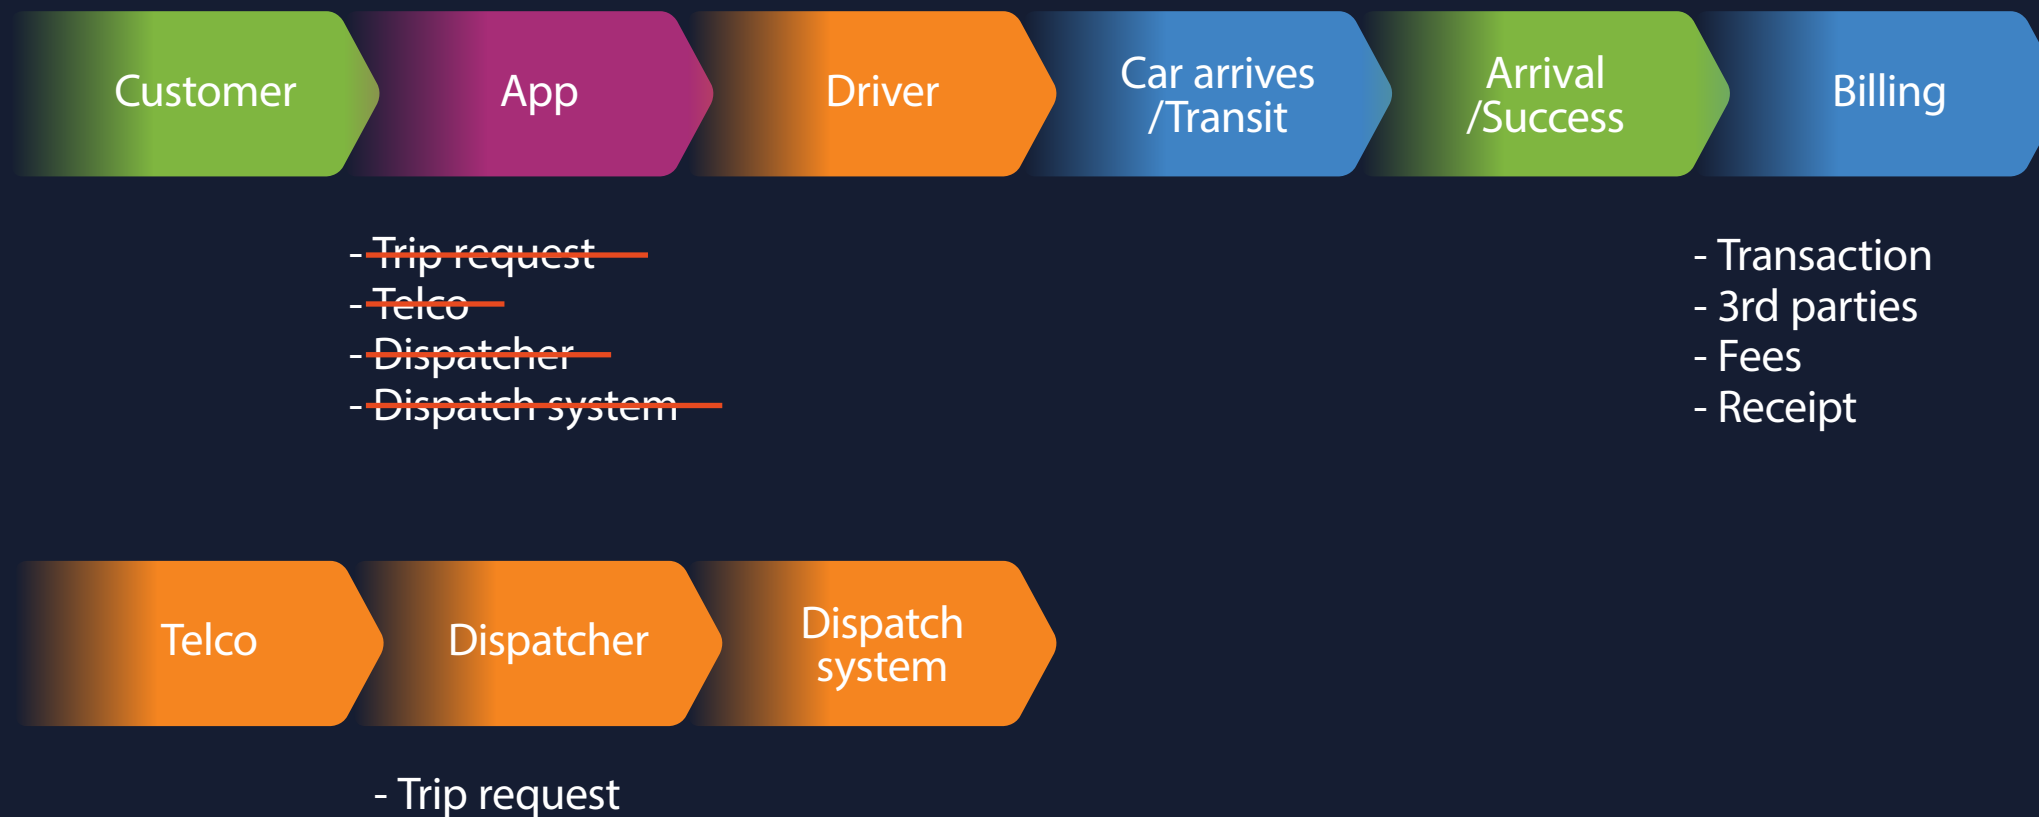 Customer
App
Driver
Car arrives
/Transit
Arrival
/Success
Billing
- Trip request
- Telco
- Dispatcher
- Dispatch system
- Transaction
- 3rd parties
- Fees
- Receipt
Telco
Dispatcher
Dispatch
system
- Trip request